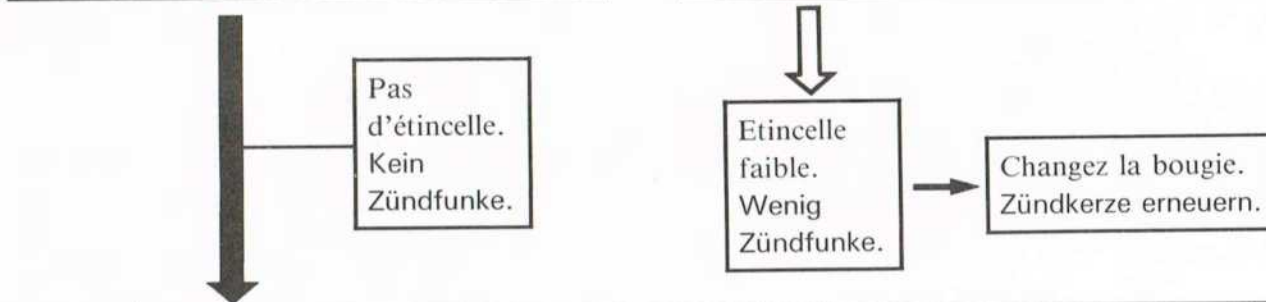 Pas
d'étincelle.
Kein
Zündfunke.
Etincelle
faible.
Wenig
Zündfunke.
Changez la bougie.
Zündkerze erneuern.